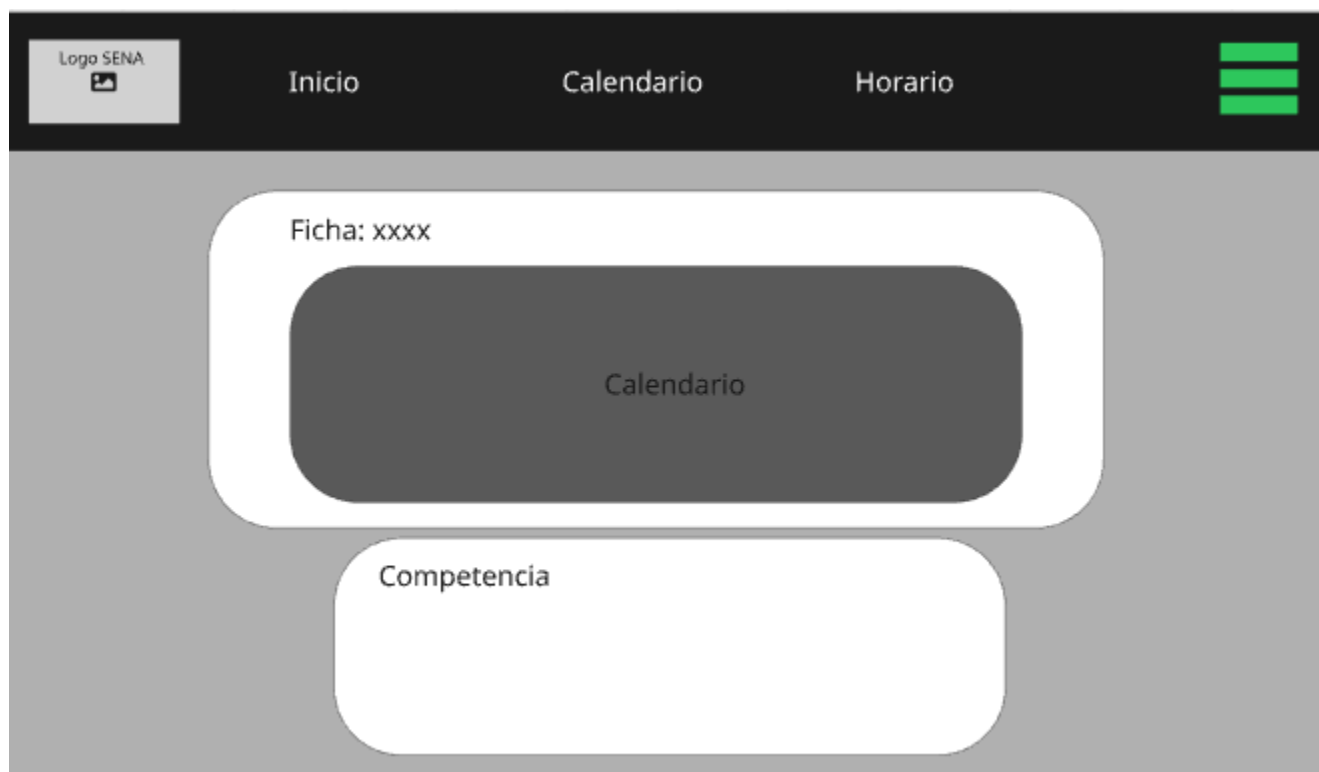 Logo SENA
Inicio
Calendario
Horario
Ficha: xxxx
Calendario
Competencia